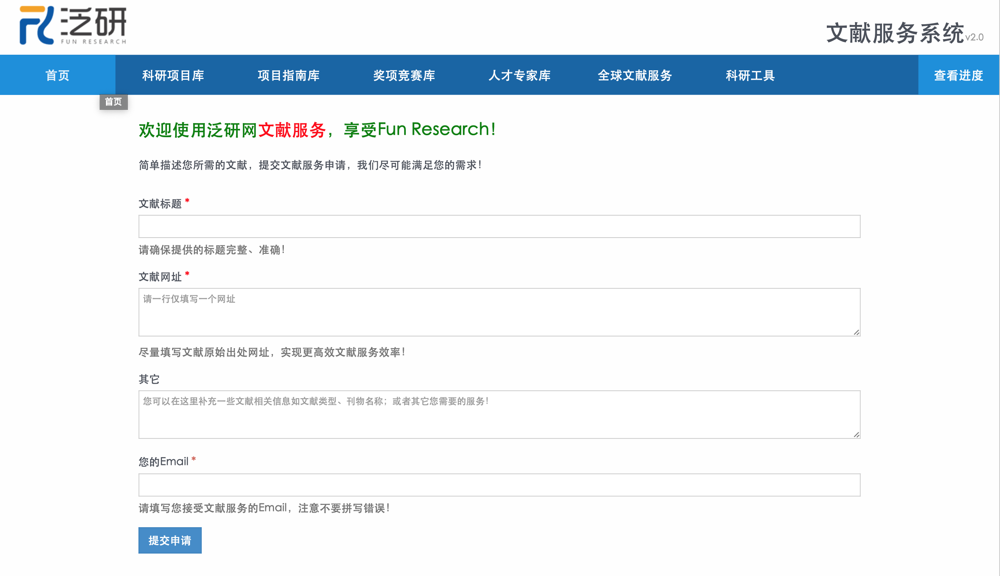 泛研
FUN RESEARCH
文献服务系统v2.0
首页 科研项目库 项目指南库 奖项竞赛库 人才专家库 全球文献服务 科研工具 查看进度
首页
欢迎使用泛研网文献服务，享受Fun Research！
简单描述您所需的文献，提交文献服务申请，我们尽可能满足您的需求！
文献标题 *
请确保提供的标题完整、准确！
文献网址 *
请一行仅填写一个网址
尽量填写文献原始出处网址，实现更高效文献服务效率！
其它
您可以在这里补充一些文献相关信息如文献类型、刊物名称；或者其它您需要的服务！
您的Email *
请填写您接受文献服务的Email，注意不要拼写错误！
提交申请